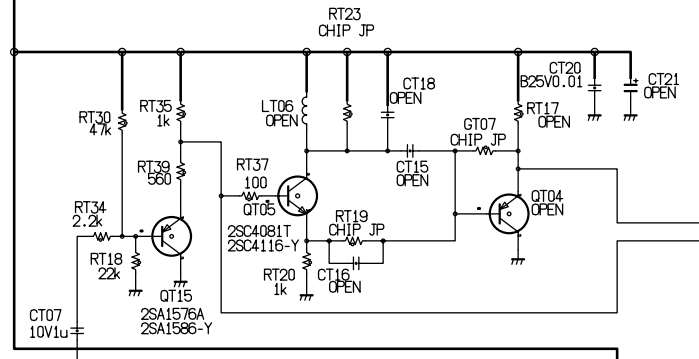 RT23
CHIP JP
RT30
47k
RT35
1k
LT06
OPEN
CT18
OPEN
CT20
B25V0.01
CT21
OPEN
RT17
OPEN
GT07
CHIP JP
CT15
OPEN
RT39
560
RT37
100
QT05
2SC4081T
2SC4116-Y
QT04
OPEN
RT34
2.2k
RT18
22k
RT19
CHIP JP
RT20
1k
CT16
OPEN
QT15
2SA1576A
2SA1586-Y
CT07
10V1u